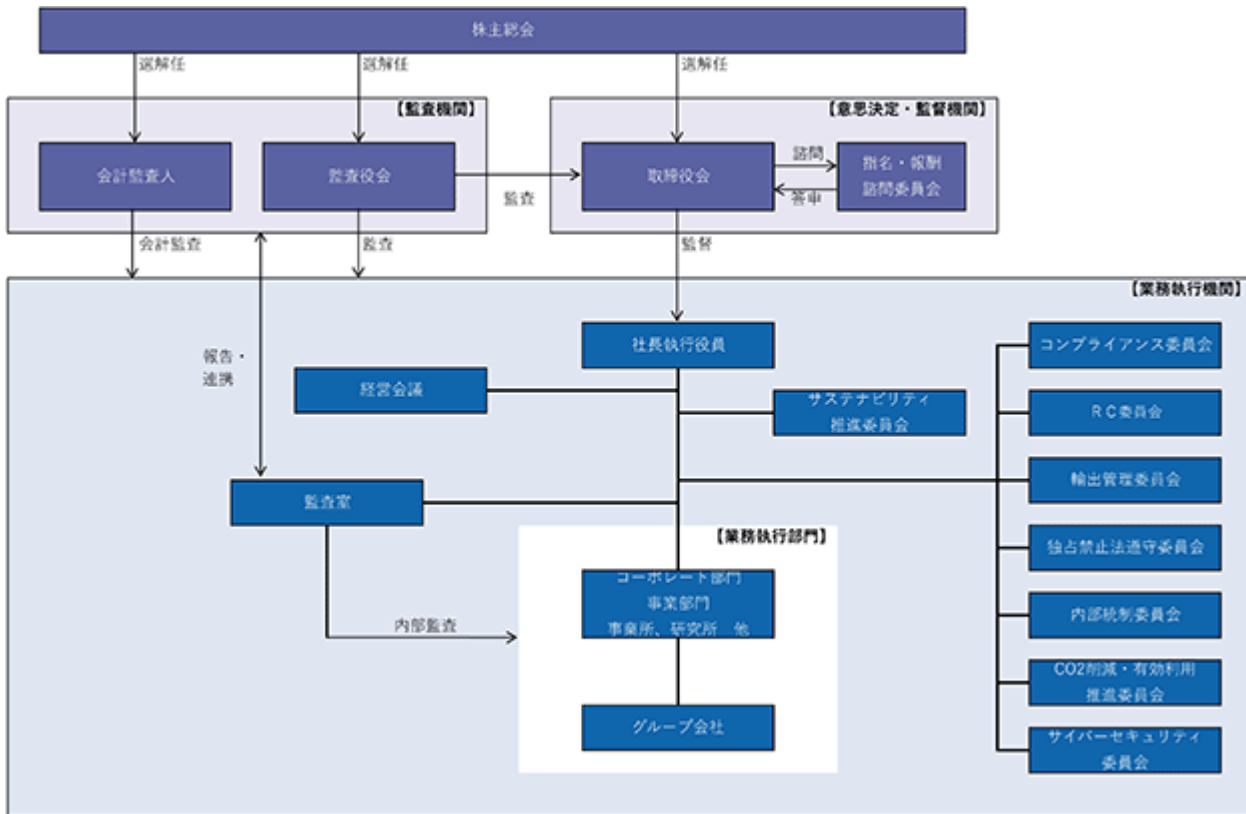 株主総会
選解任
選解任
選解任
【監査機関】
【意思決定・監督機関】
会計監査人
監査役会
監査
取締役会
諮問
答申
指名・報酬
諮問委員会
会計監査
監査
監督
【業務執行機関】
報告・
連携
社長執行役員
経営会議
サステナビリティ
推進委員会
監査室
内部監査
【業務執行部門】
コーポレート部門
事業部門
事業所、研究所　他
グループ会社
コンプライアンス委員会
ＲＣ委員会
輸出管理委員会
独占禁止法遵守委員会
内部統制委員会
CO2削減・有効利用
推進委員会
サイバーセキュリティ
委員会